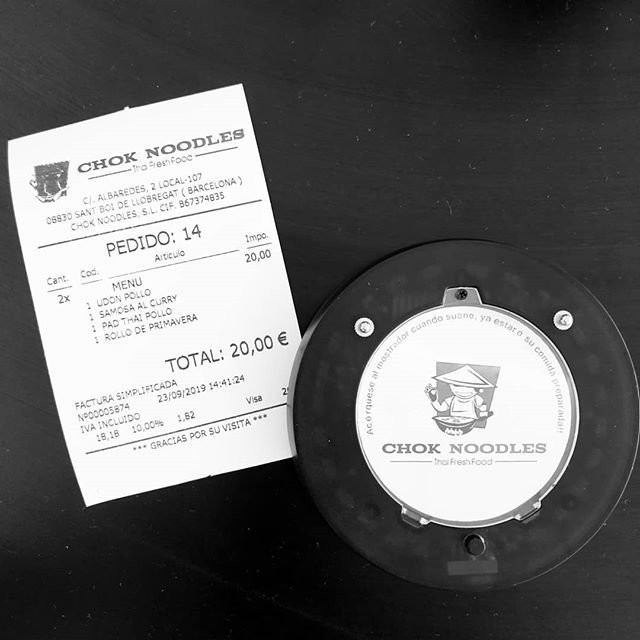 CHOK NOODLES
Thai Fresh Food
C/. ALBAREDES, 2 LOCAL-107
08830 SANT BOI DE LLOBREGAT ( BARCELONA )
CHOK NOODLES, S.L. CIF. B57374835
PEDIDO: 14
Cant. Cod. Artículo Impo.
2x MENU 20,00
1 UDON POLLO
1 SAMOSA AL CURRY
1 PAD THAI POLLO
1 ROLLO DE PRIMAVERA
TOTAL: 20,00 €
FACTURA SIMPLIFICADA
NP00005874 23/09/2019 14:41:24
IVA INCLUIDO Visa
18,18 10,00% 1,82
*** GRACIAS POR SU VISITA ***
Acérquese al mostrador cuando suene, ya estará su comida preparada!!
CHOK NOODLES
Thai Fresh Food